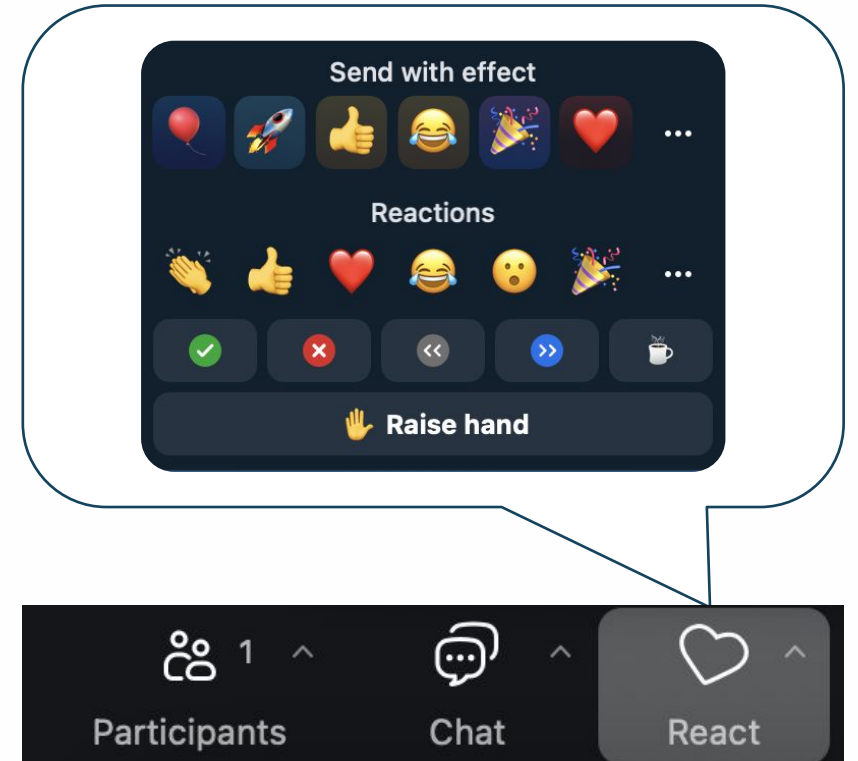 Send with effect
Reactions
Raise hand
1
Participants
Chat
React